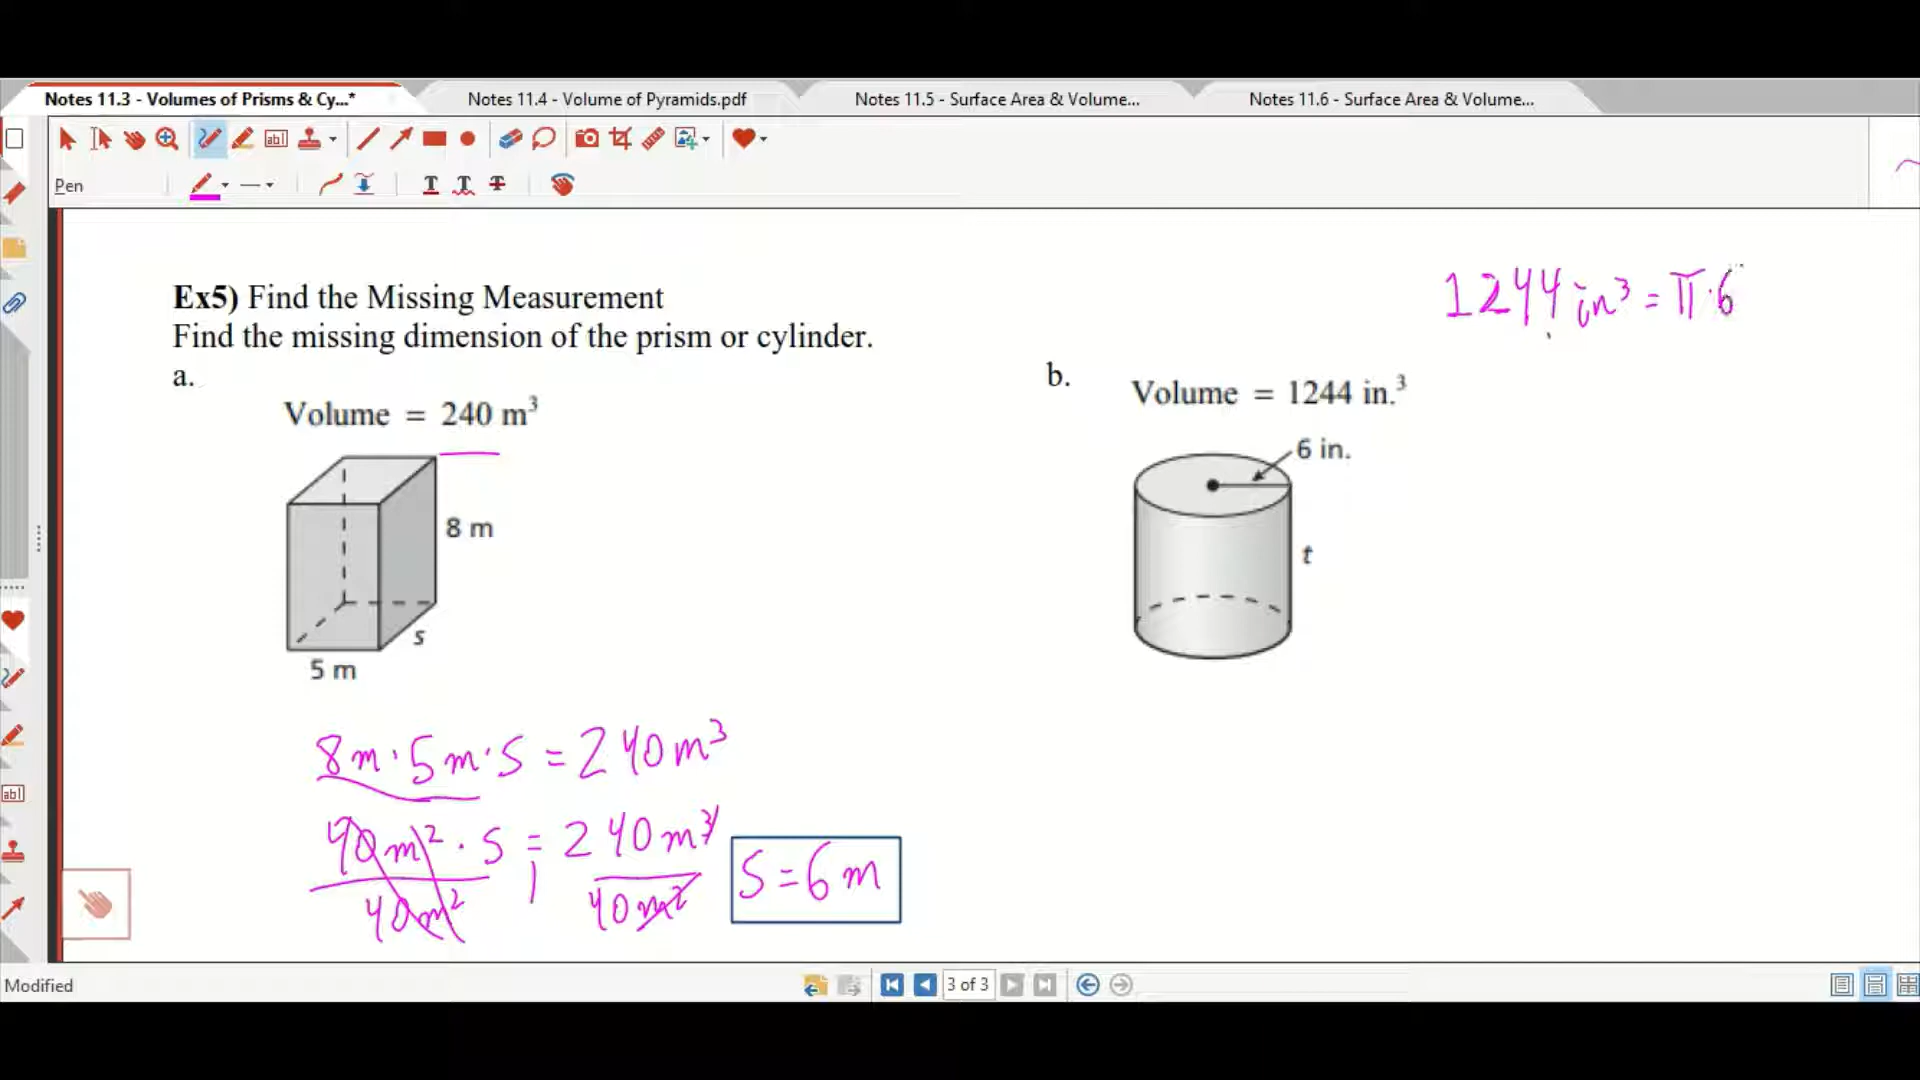 Notes 11.3 - Volumes of Prisms & Cy...*
Notes 11.4 - Volume of Pyramids.pdf
Notes 11.5 - Surface Area & Volume...
Notes 11.6 - Surface Area & Volume...
abl
Pen
T T T
Ex5) Find the Missing Measurement
Find the missing dimension of the prism or cylinder.
a.
Volume = 240 m³
8 m
s
5 m
8m · 5m · s = 240m³
40m² · s = 240m³
40m² 40m²
s = 6m
1244 in³ = π·6
b.
Volume = 1244 in.³
6 in.
t
abl
Modified
3 of 3